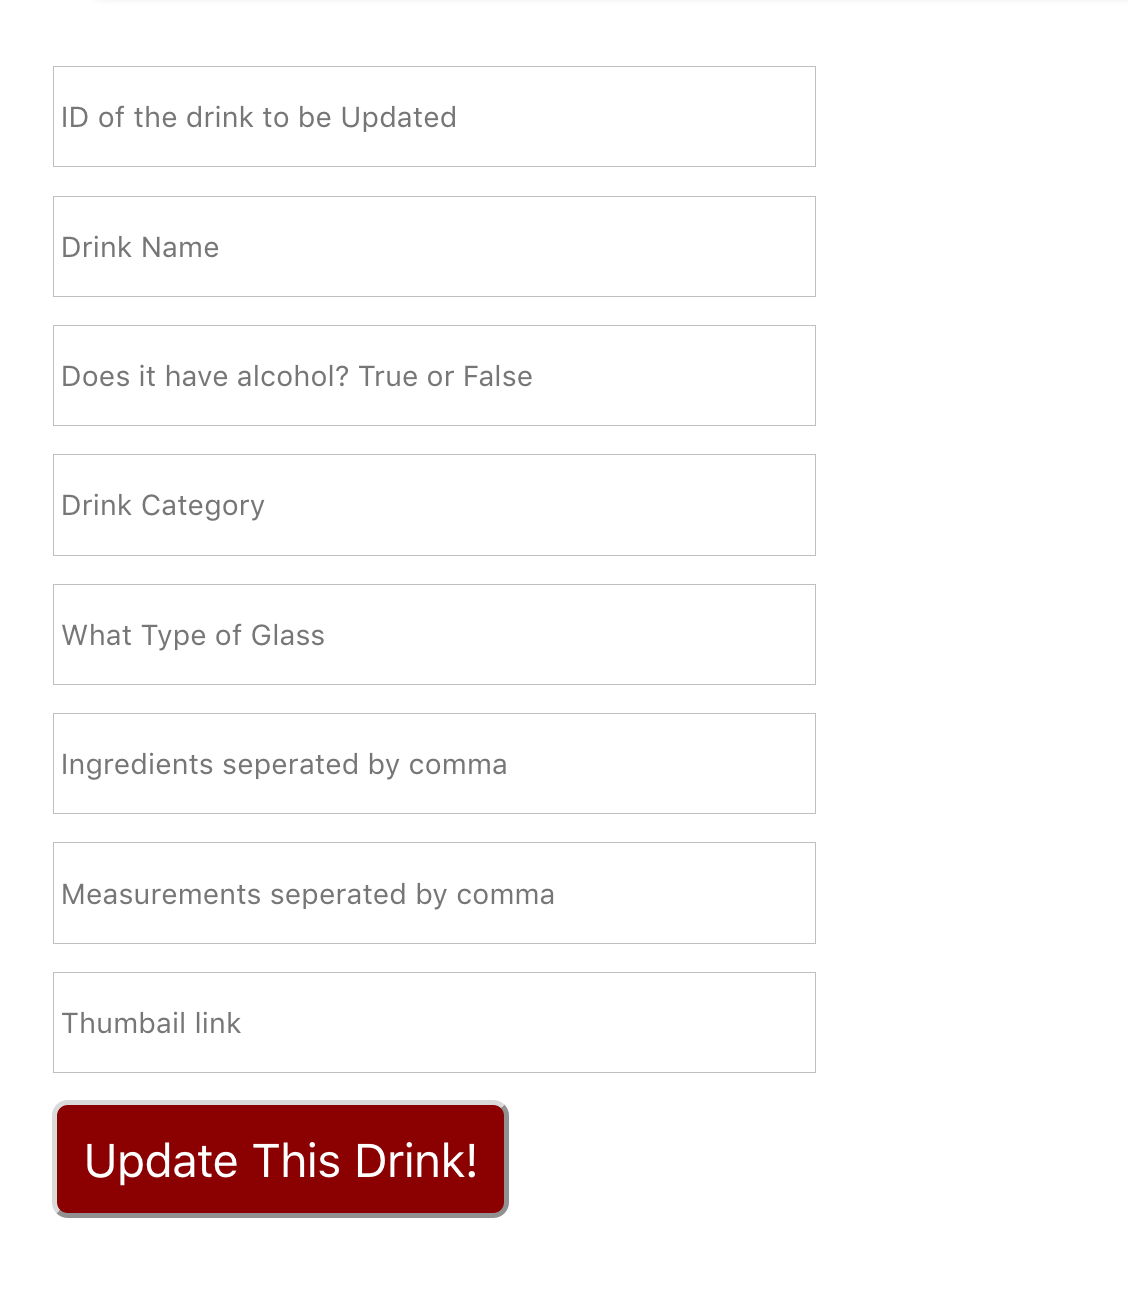 ID of the drink to be Updated
Drink Name
Does it have alcohol? True or False
Drink Category
What Type of Glass
Ingredients seperated by comma
Measurements seperated by comma
Thumbail link
Update This Drink!